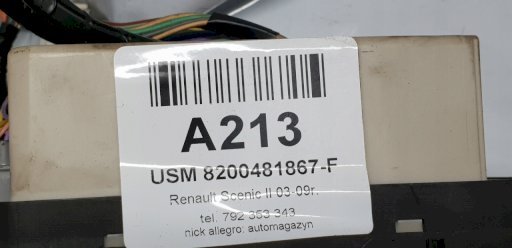 A213
USM 8200481867-F
Renault Scenic II 03-09r.
tel. 792 353 343
nick allegro: automagazyn